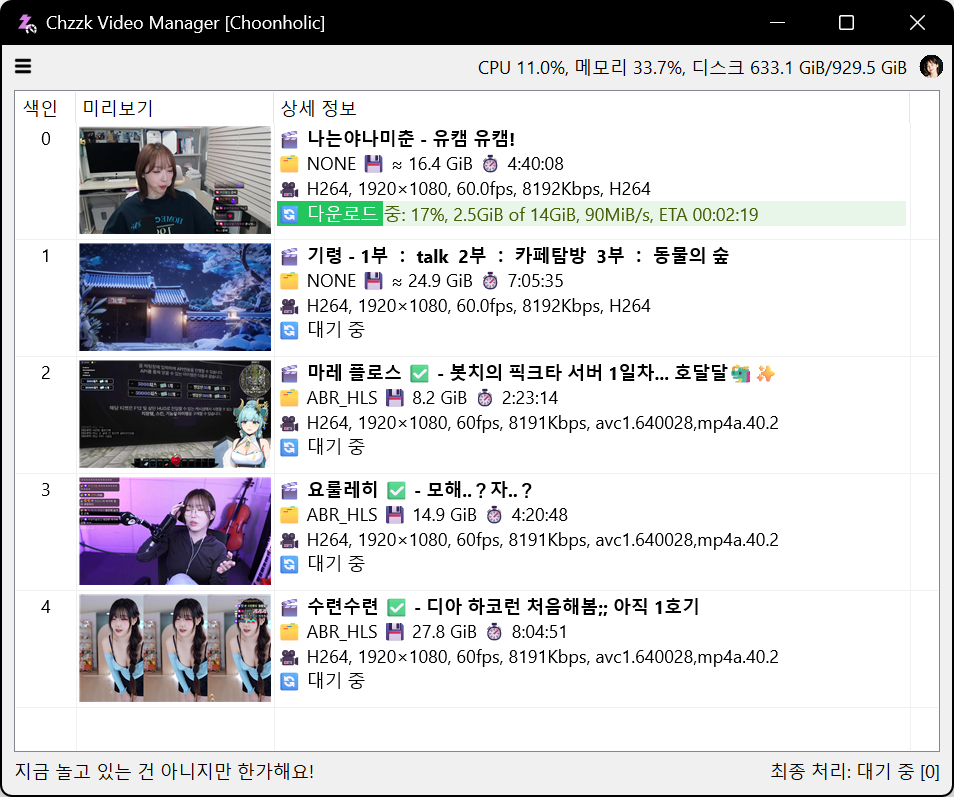 Chzzk Video Manager [Choonholic]
CPU 11.0%, 메모리 33.7%, 디스크 633.1 GiB/929.5 GiB
색인 미리보기 상세 정보
0 🎬 나는야나미춘 - 유캠 유캠!
📁 NONE 💾 ≈ 16.4 GiB ⏱ 4:40:08
🎥 H264, 1920×1080, 60.0fps, 8192Kbps, H264
🔄 다운로드 중: 17%, 2.5GiB of 14GiB, 90MiB/s, ETA 00:02:19
1 🎬 기령 - 1부 : talk 2부 : 카페탐방 3부 : 동물의 숲
📁 NONE 💾 ≈ 24.9 GiB ⏱ 7:05:35
🎥 H264, 1920×1080, 60.0fps, 8192Kbps, H264
🔄 대기 중
2 🎬 마레 플로스 ✅ - 봇치의 픽크타 서버 1일차... 호달달
📁 ABR_HLS 💾 8.2 GiB ⏱ 2:23:14
🎥 H264, 1920×1080, 60fps, 8191Kbps, avc1.640028,mp4a.40.2
🔄 대기 중
3 🎬 요룰레히 ✅ - 모해..？자..？
📁 ABR_HLS 💾 14.9 GiB ⏱ 4:20:48
🎥 H264, 1920×1080, 60fps, 8191Kbps, avc1.640028,mp4a.40.2
🔄 대기 중
4 🎬 수련수련 ✅ - 디아 하코런 처음해봄;; 아직 1호기
📁 ABR_HLS 💾 27.8 GiB ⏱ 8:04:51
🎥 H264, 1920×1080, 60fps, 8191Kbps, avc1.640028,mp4a.40.2
🔄 대기 중
지금 놀고 있는 건 아니지만 한가해요!
최종 처리: 대기 중 [0]